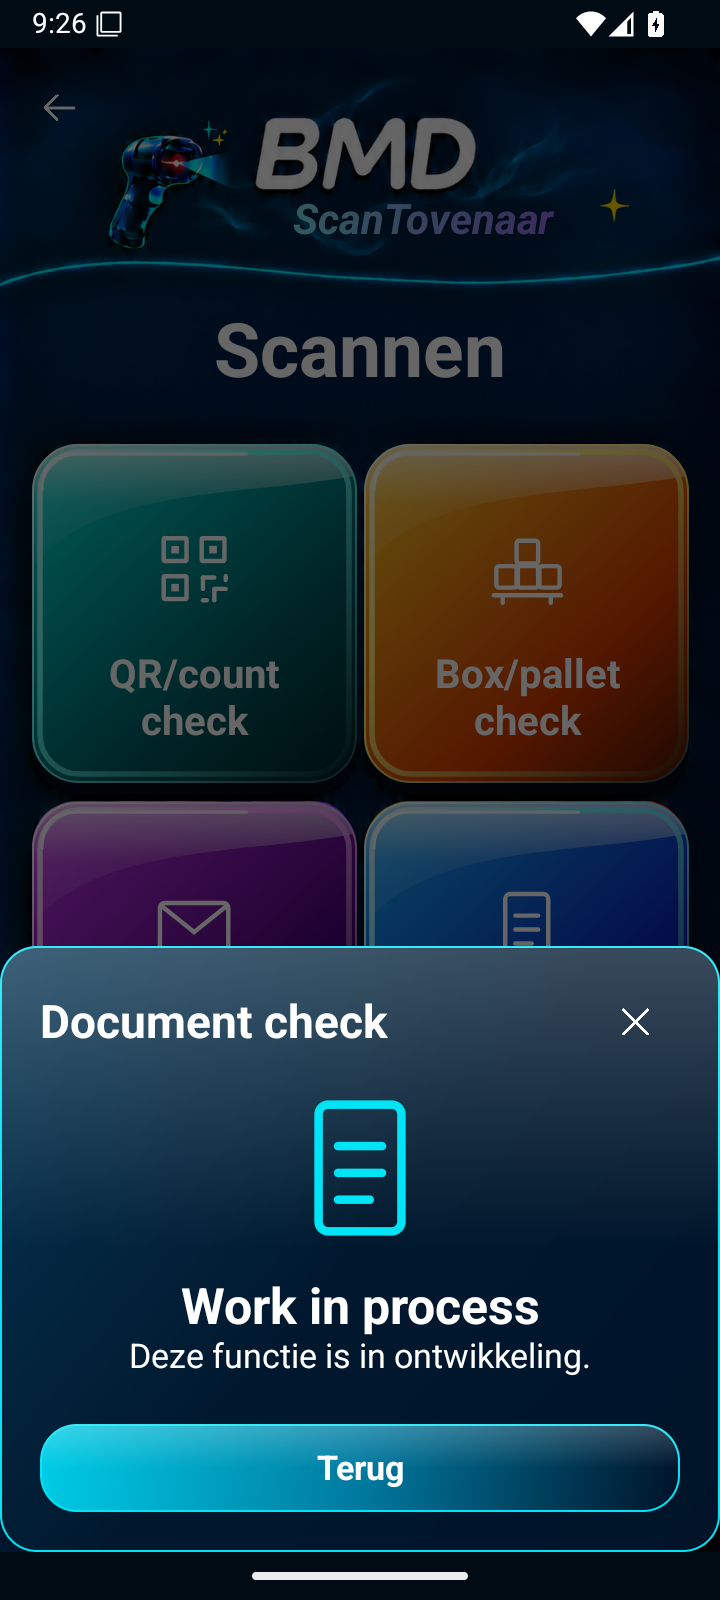 9:26
BMD
ScanTovenaar
Scannen
QR/count
check
Box/pallet
check
Document check
Work in process
Deze functie is in ontwikkeling.
Terug